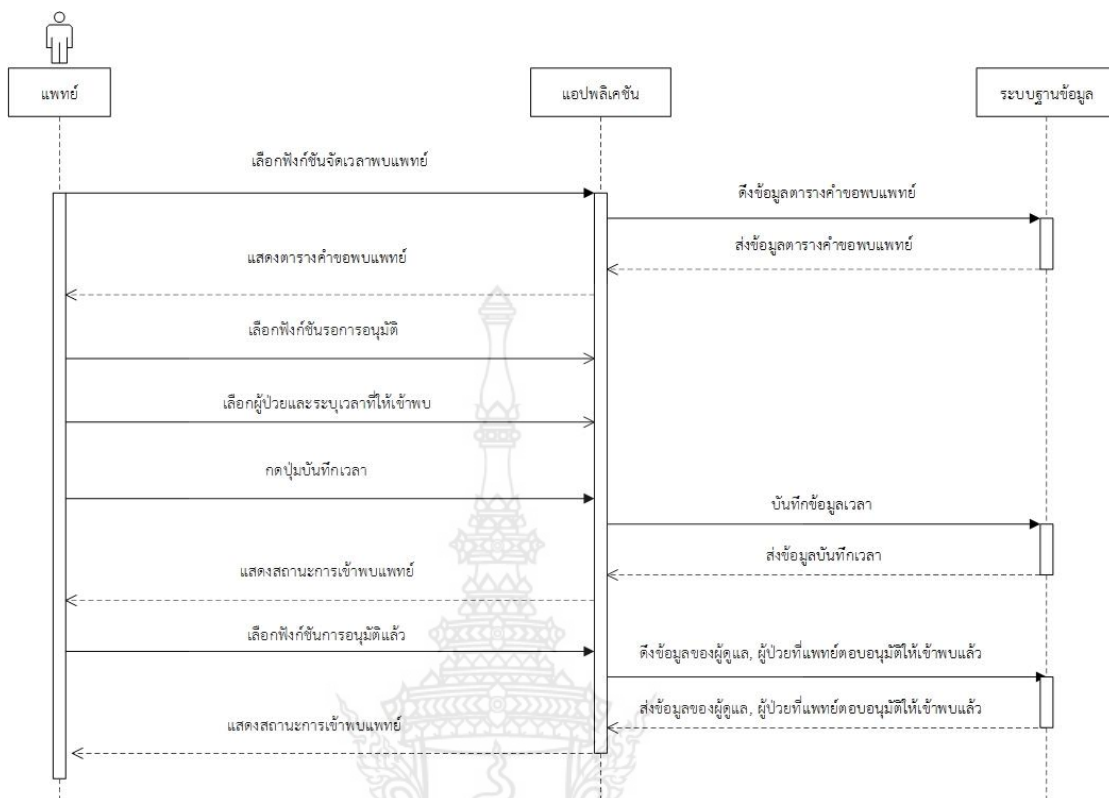 แพทย์
แอปพลิเคชัน
ระบบฐานข้อมูล
เลือกฟังก์ชันจัดเวลาพบแพทย์
ดึงข้อมูลตารางคำขอพบแพทย์
ส่งข้อมูลตารางคำขอพบแพทย์
แสดงตารางคำขอพบแพทย์
เลือกฟังก์ชันรอการอนุมัติ
เลือกผู้ป่วยและระบุเวลาที่ให้เข้าพบ
กดปุ่มบันทึกเวลา
บันทึกข้อมูลเวลา
ส่งข้อมูลบันทึกเวลา
แสดงสถานะการเข้าพบแพทย์
เลือกฟังก์ชันการอนุมัติแล้ว
ดึงข้อมูลของผู้ดูแล, ผู้ป่วยที่แพทย์ตอบอนุมัติให้เข้าพบแล้ว
ส่งข้อมูลของผู้ดูแล, ผู้ป่วยที่แพทย์ตอบอนุมัติให้เข้าพบแล้ว
แสดงสถานะการเข้าพบแพทย์